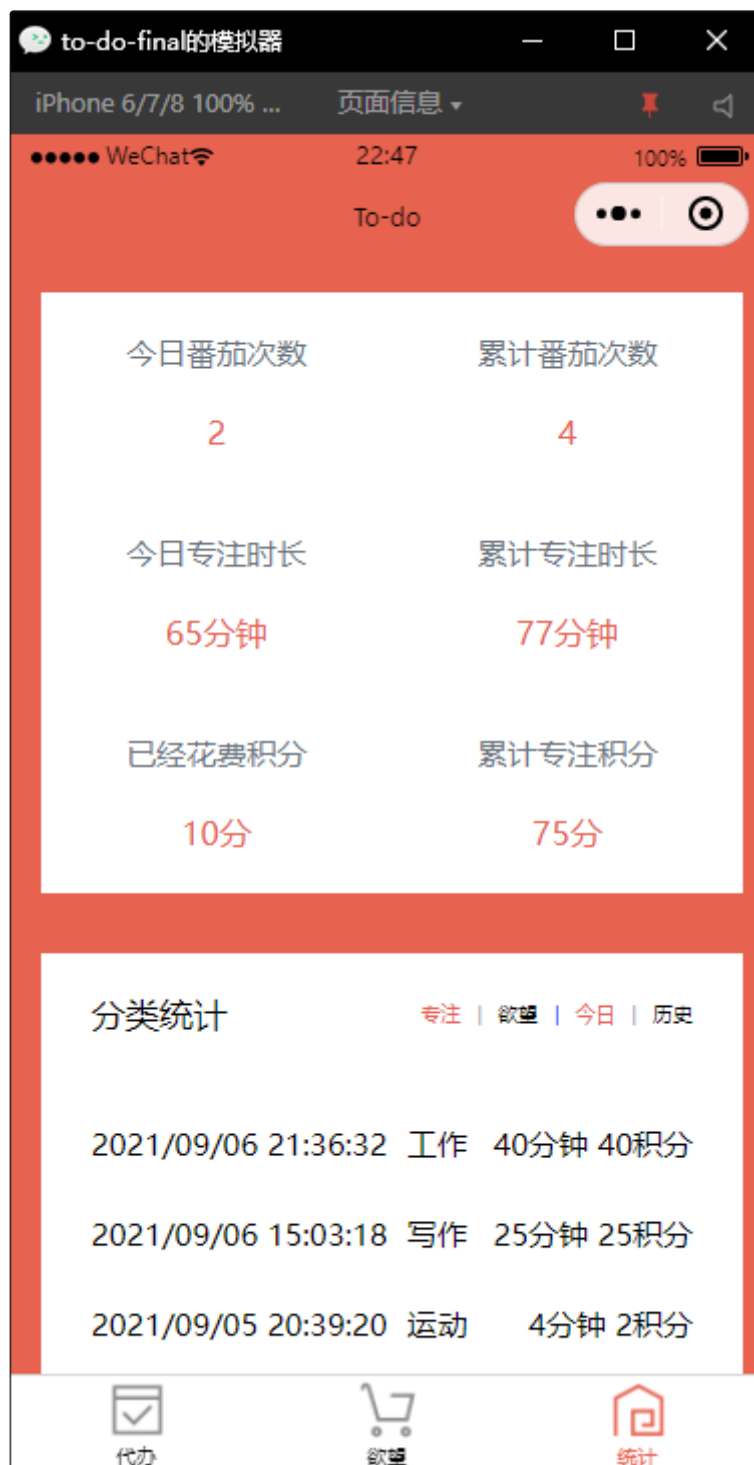 to-do-final的模拟器
iPhone 6/7/8 100% ... 页面信息
WeChat 22:47 100%
To-do
今日番茄次数 累计番茄次数
2 4
今日专注时长 累计专注时长
65分钟 77分钟
已经花费积分 累计专注积分
10分 75分
分类统计 专注 | 欲望 | 今日 | 历史
2021/09/06 21:36:32 工作 40分钟 40积分
2021/09/06 15:03:18 写作 25分钟 25积分
2021/09/05 20:39:20 运动 4分钟 2积分
代办 欲望 统计